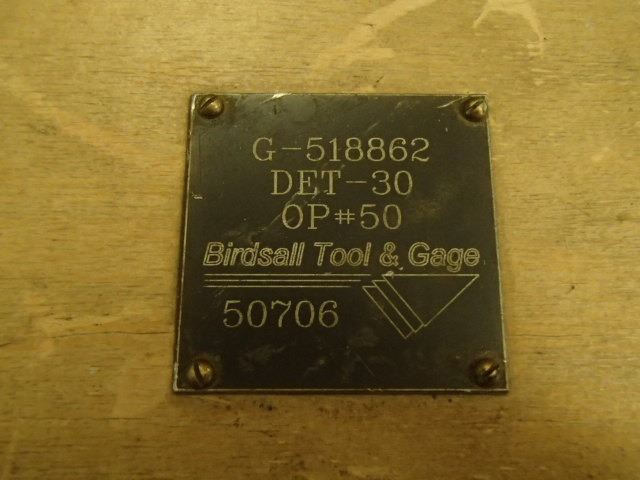 G-518862
DET-30
OP#50
Birdsall Tool & Gage
50706